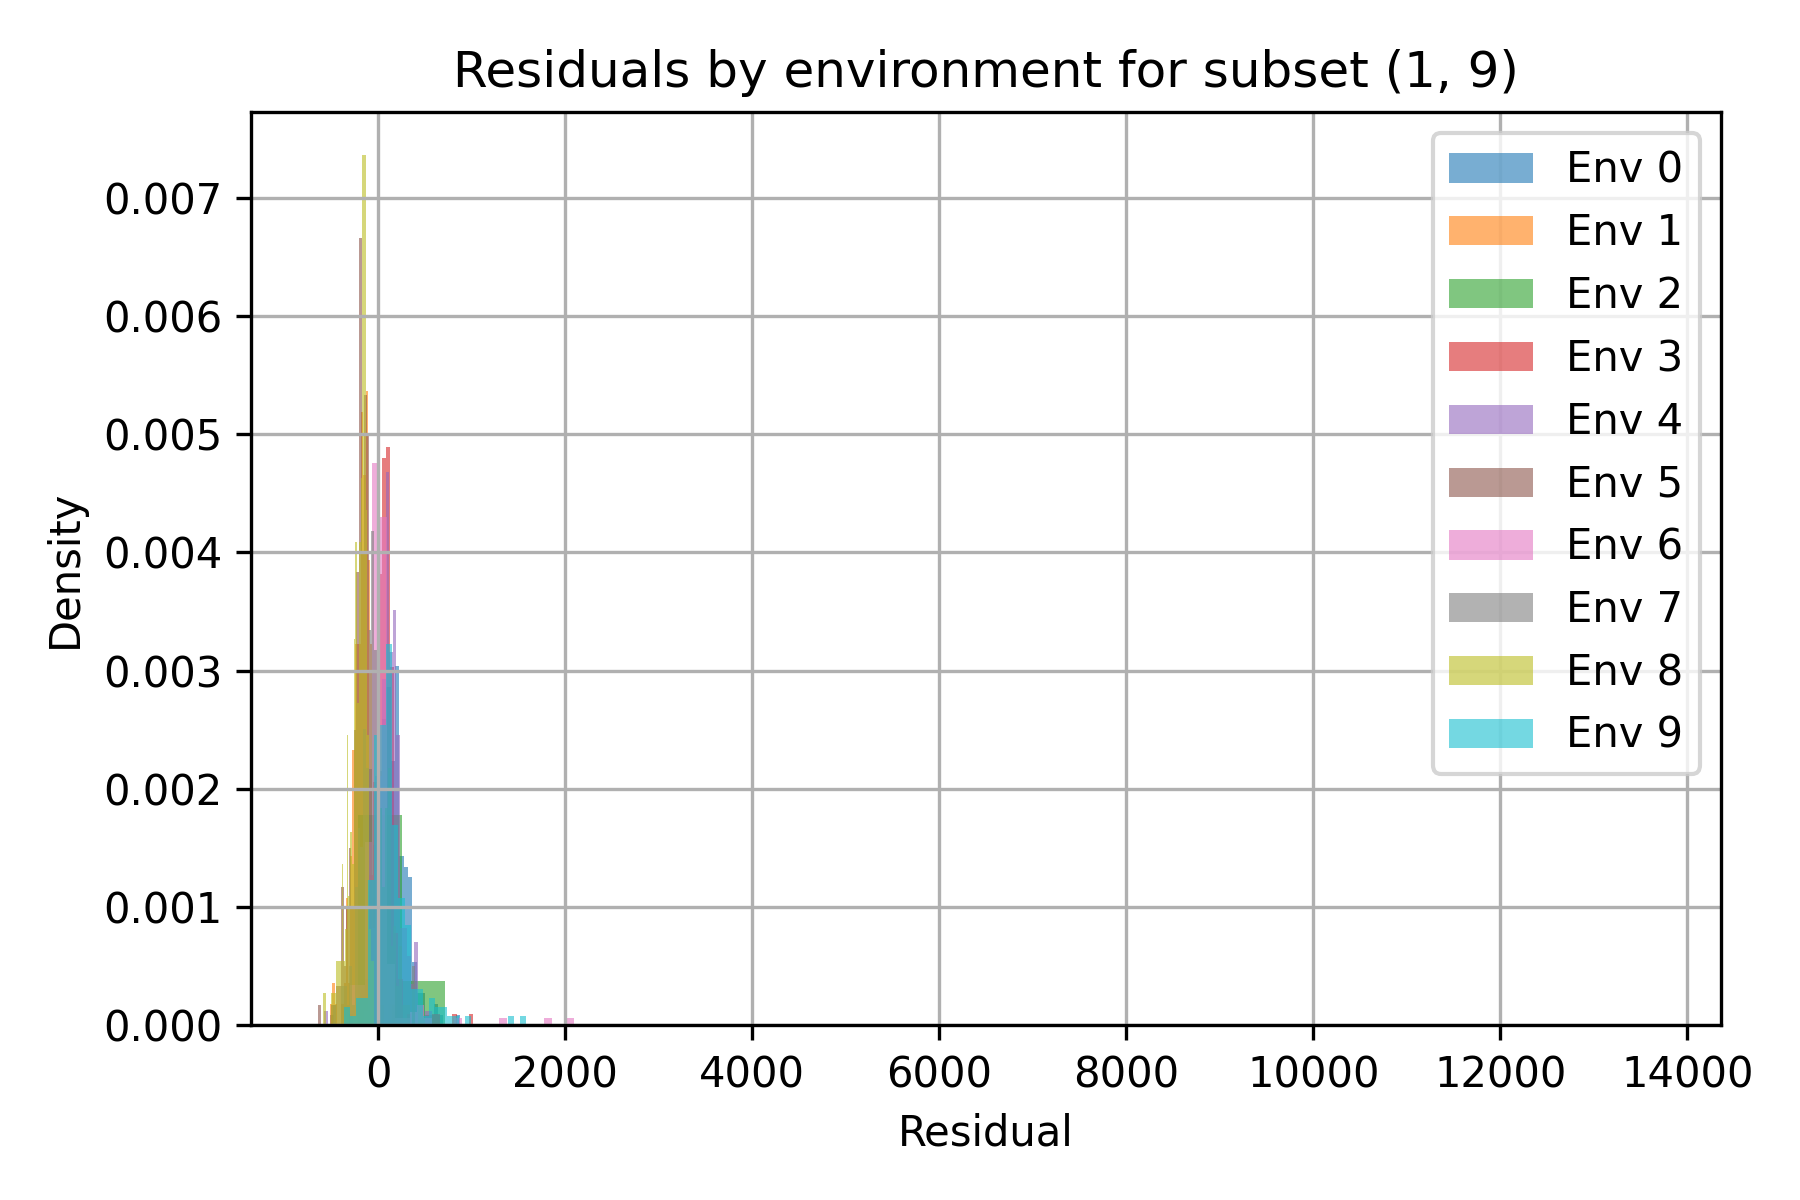 Residuals by environment for subset (1, 9)
Density
0.007
0.006
0.005
0.004
0.003
0.002
0.001
0.000
0 2000 4000 6000 8000 10000 12000 14000
Residual
Env 0
Env 1
Env 2
Env 3
Env 4
Env 5
Env 6
Env 7
Env 8
Env 9